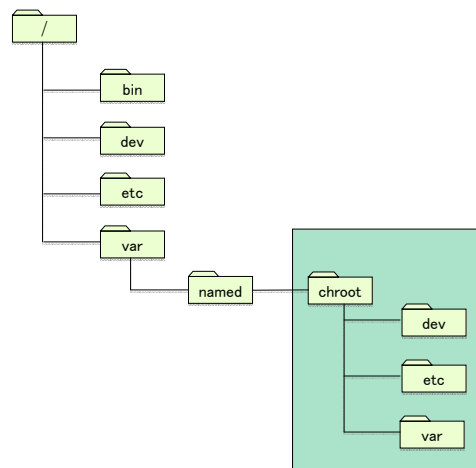 /
bin
dev
etc
var
named
chroot
dev
etc
var